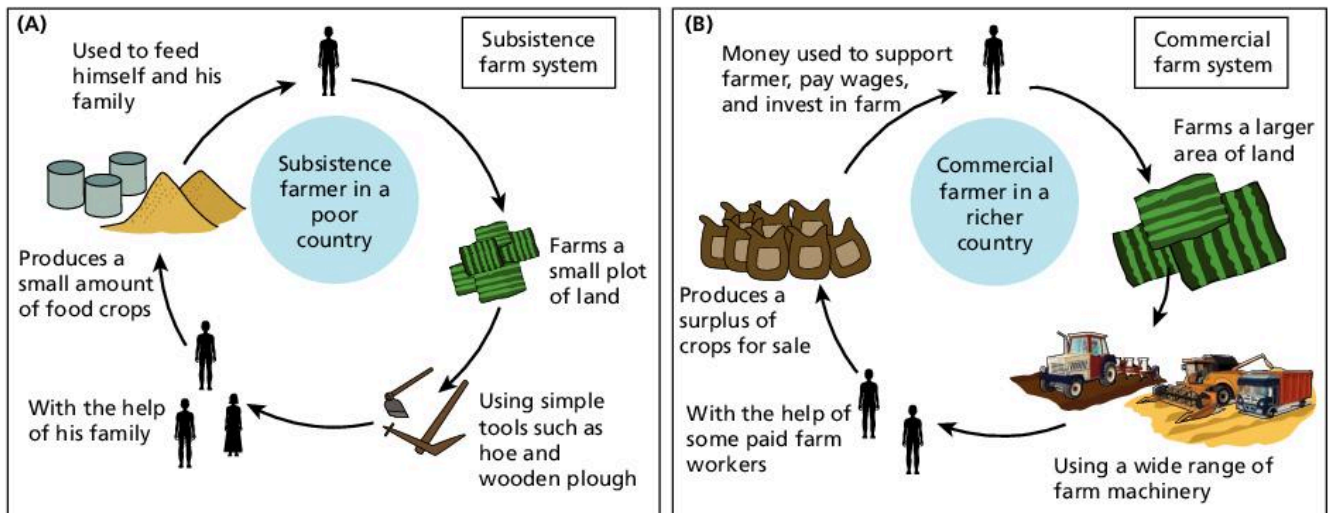 (A)
Used to feed
himself and his
family
Subsistence
farm system
Subsistence
farmer in a
poor
country
Farms a
small plot
of land
Using simple
tools such as
hoe and
wooden plough
With the help
of his family
Produces a
small amount
of food crops
(B)
Money used to support
farmer, pay wages,
and invest in farm
Commercial
farm system
Commercial
farmer in a
richer
country
Farms a larger
area of land
Using a wide range of
farm machinery
With the help of
some paid farm
workers
Produces a
surplus of
crops for sale